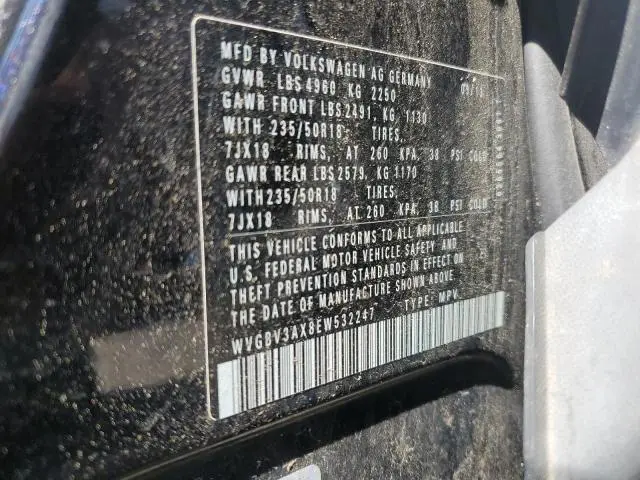 MFD BY VOLKSWAGEN AG GERMANY
GVWR LBS 4960 KG 2250
GAWR FRONT LBS 2491, KG 1130
WITH 235/50R18 TIRES,
7JX18 RIMS, AT 260 KPA, 38 PSI COLD
GAWR REAR LBS 2579, KG 1170
WITH 235/50R18 TIRES,
7JX18 RIMS, AT 260 KPA, 38 PSI COLD
THIS VEHICLE CONFORMS TO ALL APPLICABLE
U.S. FEDERAL MOTOR VEHICLE SAFETY AND
THEFT PREVENTION STANDARDS IN EFFECT ON
THE DATE OF MANUFACTURE SHOWN ABOVE.
WVGBV3AX8EW532247 TYPE: MPV